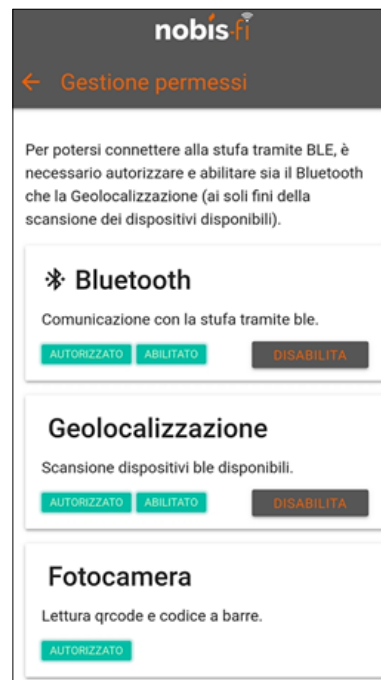 nobis-fi
← Gestione permessi
Per potersi connettere alla stufa tramite BLE, è
necessario autorizzare e abilitare sia il Bluetooth
che la Geolocalizzazione (ai soli fini della
scansione dei dispositivi disponibili).
Bluetooth
Comunicazione con la stufa tramite ble.
AUTORIZZATO ABILITATO DISABILITA
Geolocalizzazione
Scansione dispositivi ble disponibili.
AUTORIZZATO ABILITATO DISABILITA
Fotocamera
Lettura qrcode e codice a barre.
AUTORIZZATO